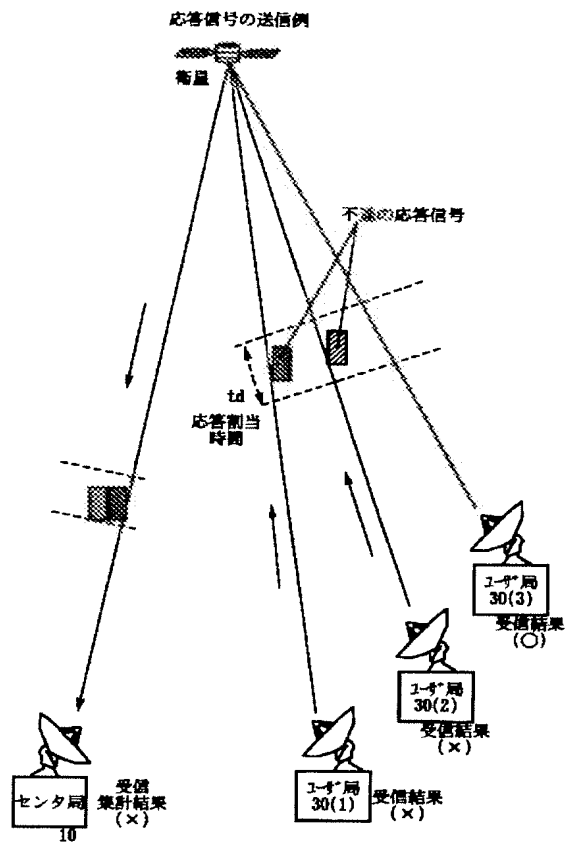 応答信号の送信例
衛星
不達の応答信号
td
応答割当
時間
ユーザ局
30(3)
受信結果
(○)
ユーザ局
30(2)
受信結果
(×)
ユーザ局
30(1)
受信結果
(×)
センタ局
10
受信
集計結果
(×)